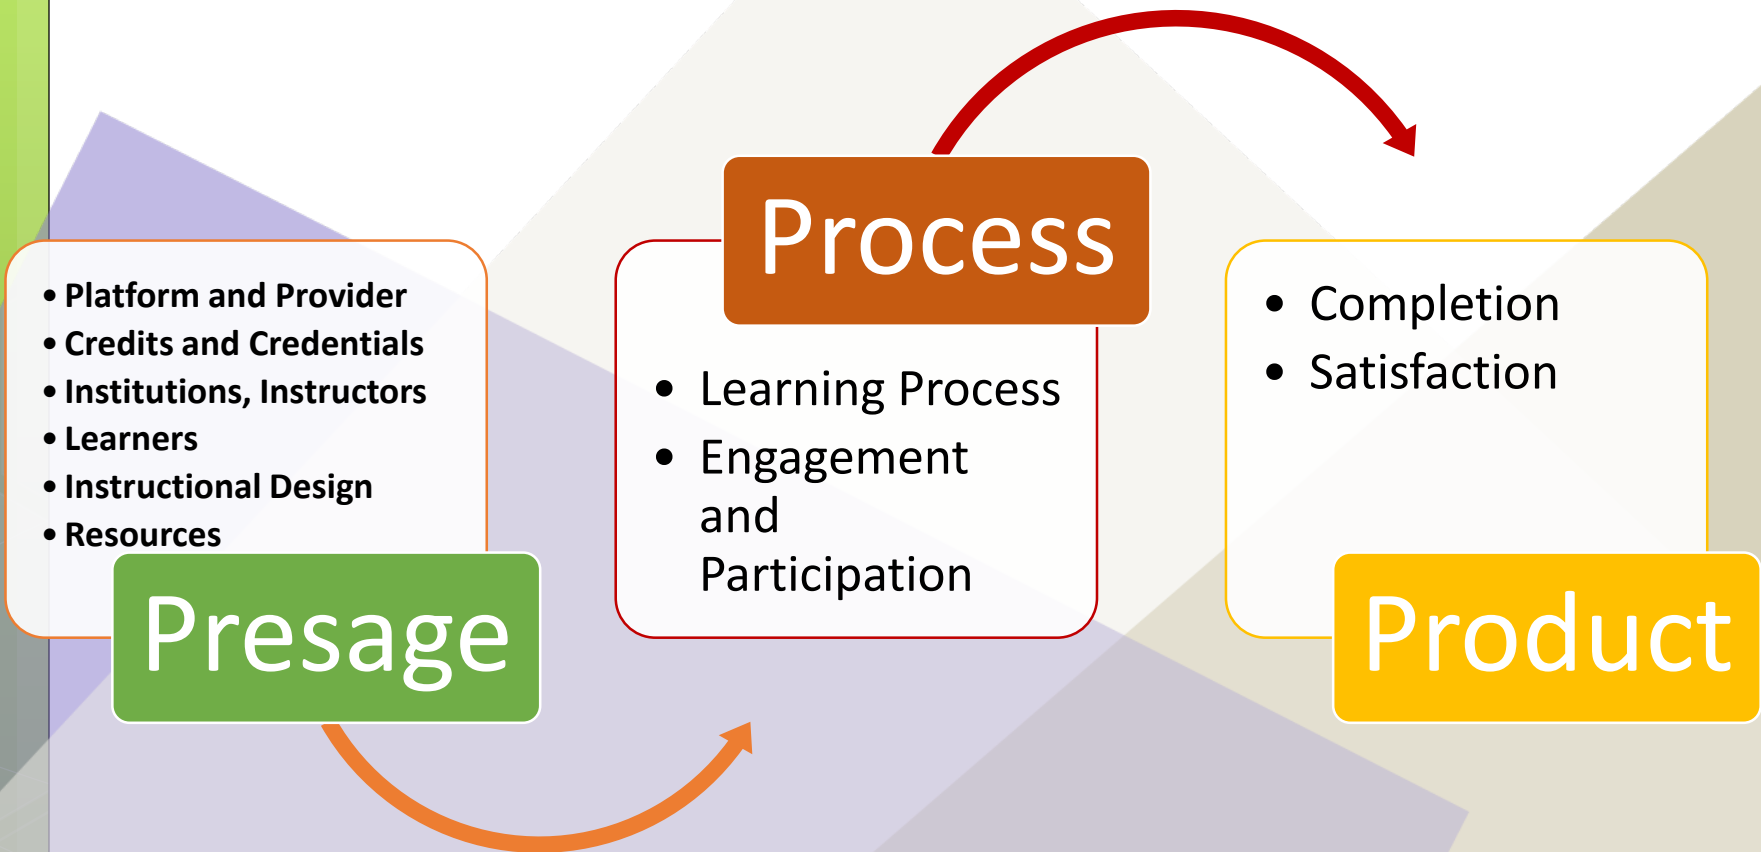 • Platform and Provider
• Credits and Credentials
• Institutions, Instructors
• Learners
• Instructional Design
• Resources
Presage
Process
• Learning Process
• Engagement
and
Participation
• Completion
• Satisfaction
Product